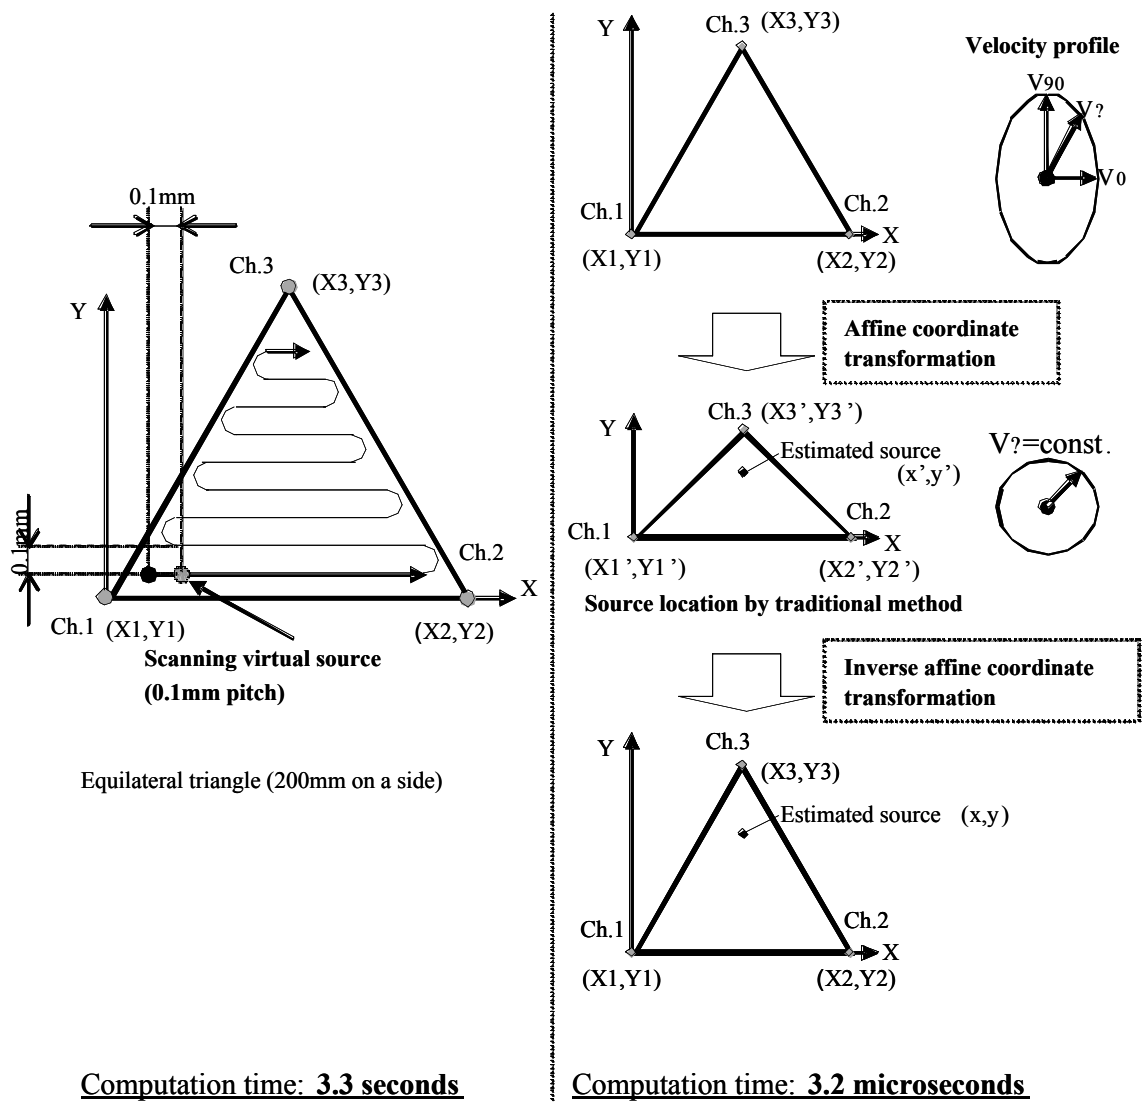 0.1mm
Ch.3
(X3,Y3)
Y
0.1mm
Ch.2
X
Ch.1 (X1,Y1)
(X2,Y2)
Scanning virtual source
(0.1mm pitch)
Equilateral triangle (200mm on a side)
Computation time: 3.3 seconds
Y
Ch.3 (X3,Y3)
Ch.1
Ch.2
X
(X1,Y1)
(X2,Y2)
Velocity profile
V90
V?
V0
Affine coordinate
transformation
Y
Ch.3 (X3’,Y3’)
Estimated source
(x’,y’)
Ch.1
Ch.2
X
(X1’,Y1’)
(X2’,Y2’)
V?=const.
Source location by traditional method
Inverse affine coordinate
transformation
Y
Ch.3
(X3,Y3)
Estimated source (x,y)
Ch.1
Ch.2
X
(X1,Y1)
(X2,Y2)
Computation time: 3.2 microseconds